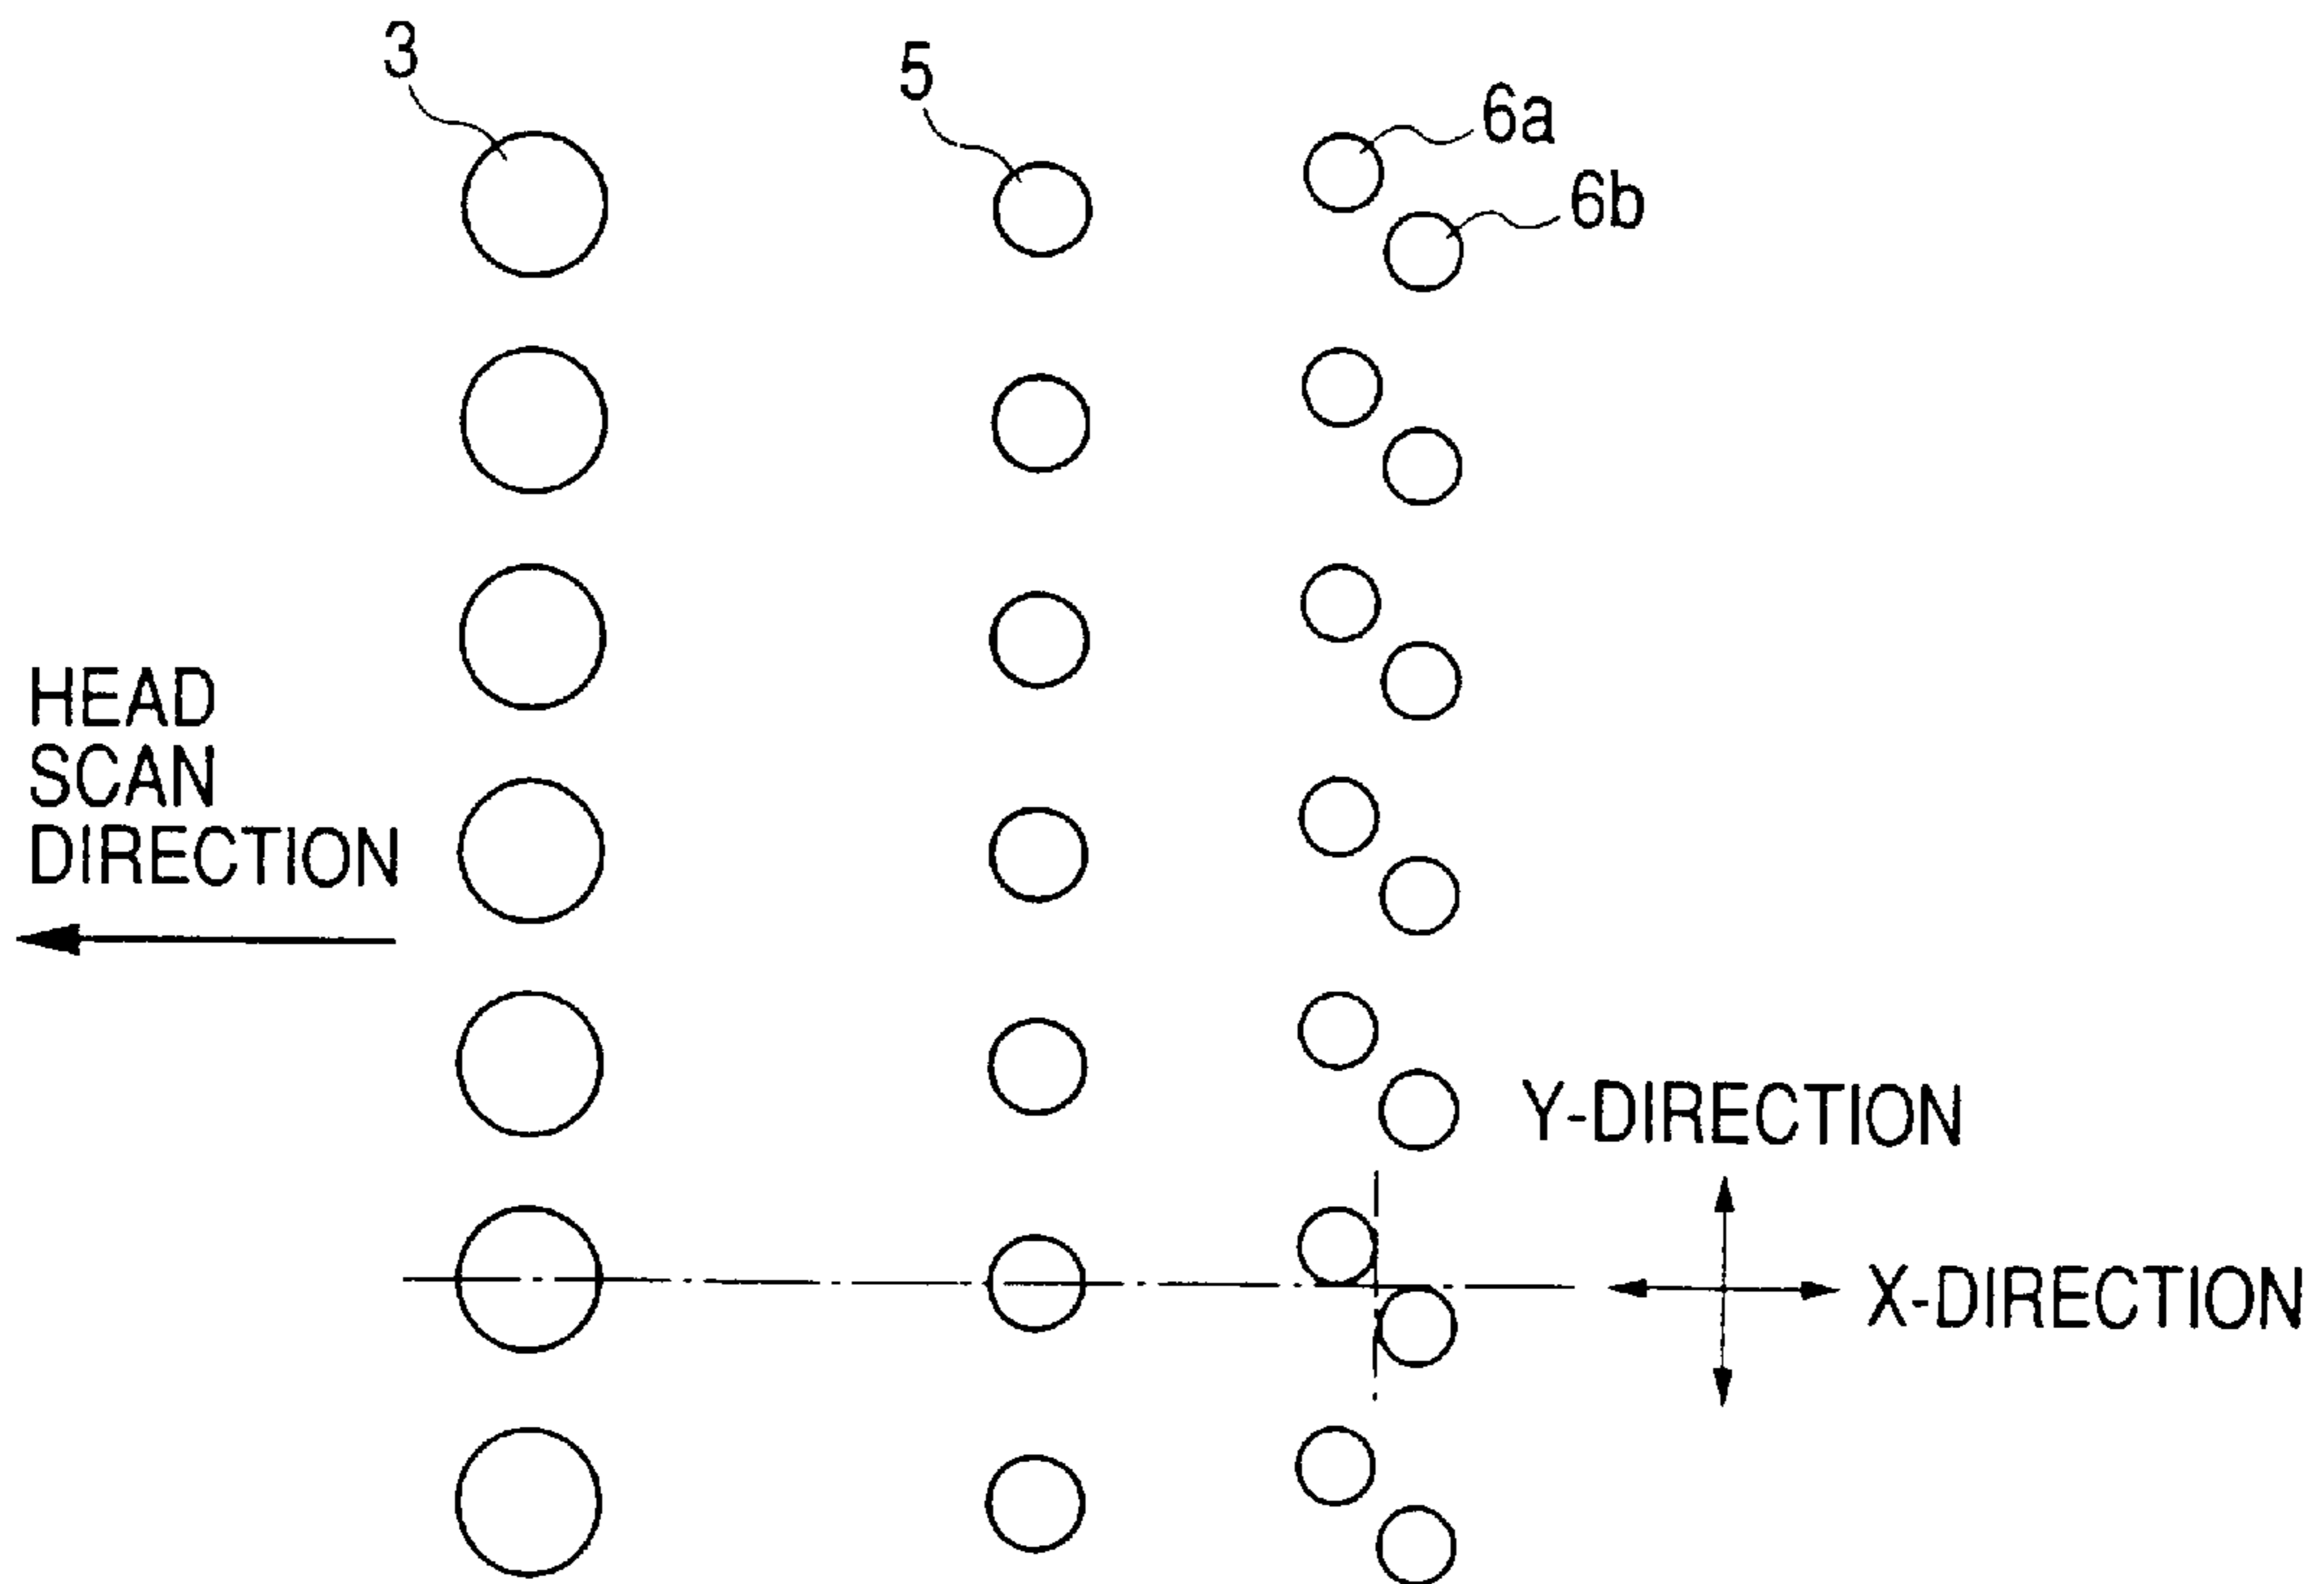 3
5
6a
6b
HEAD
SCAN
DIRECTION
Y-DIRECTION
X-DIRECTION